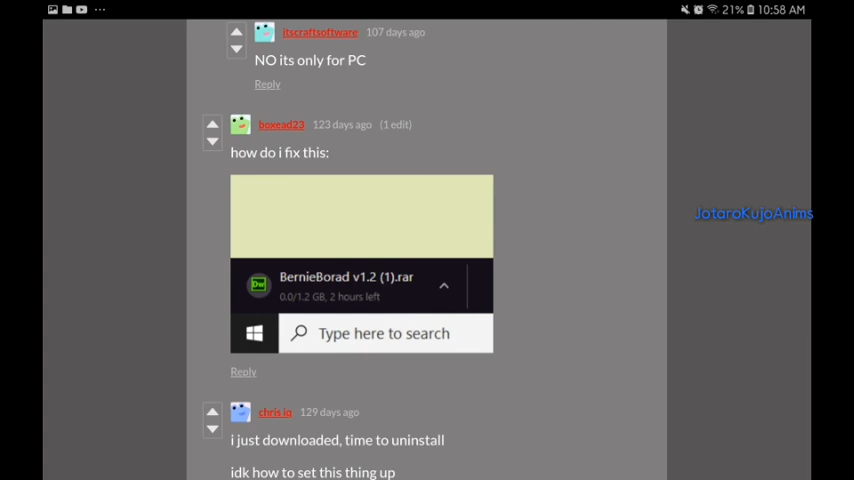 21% 10:58 AM
itscraftsoftware 107 days ago
NO its only for PC
Reply
boxead23 123 days ago (1 edit)
how do i fix this:
JotaroKujoAnims
Dw
BernieBorad v1.2 (1).rar
0.0/1.2 GB, 2 hours left
Type here to search
Reply
chris iq 129 days ago
i just downloaded, time to uninstall
idk how to set this thing up